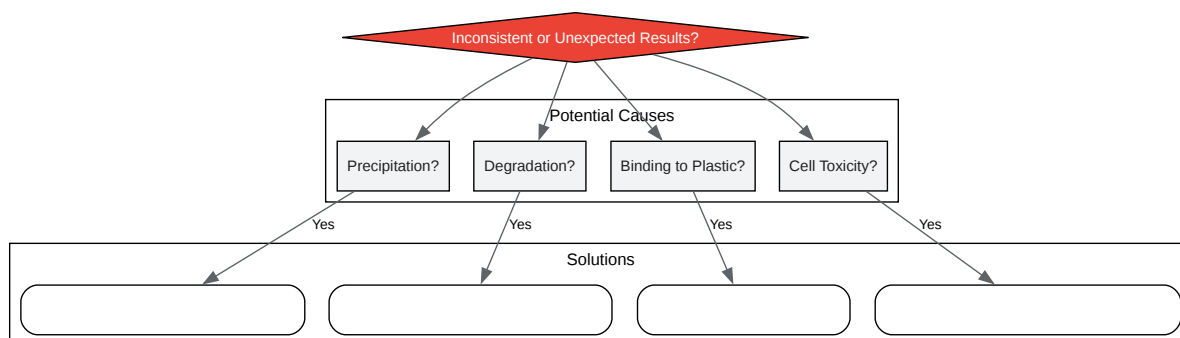 Inconsistent or Unexpected Results?
Potential Causes
Precipitation?
Degradation?
Binding to Plastic?
Cell Toxicity?
Yes
Yes
Yes
Yes
Solutions